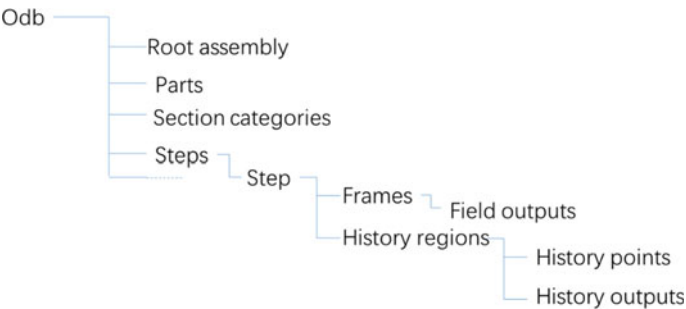 Odb
Root assembly
Parts
Section categories
Steps
Step
Frames
Field outputs
History regions
History points
History outputs